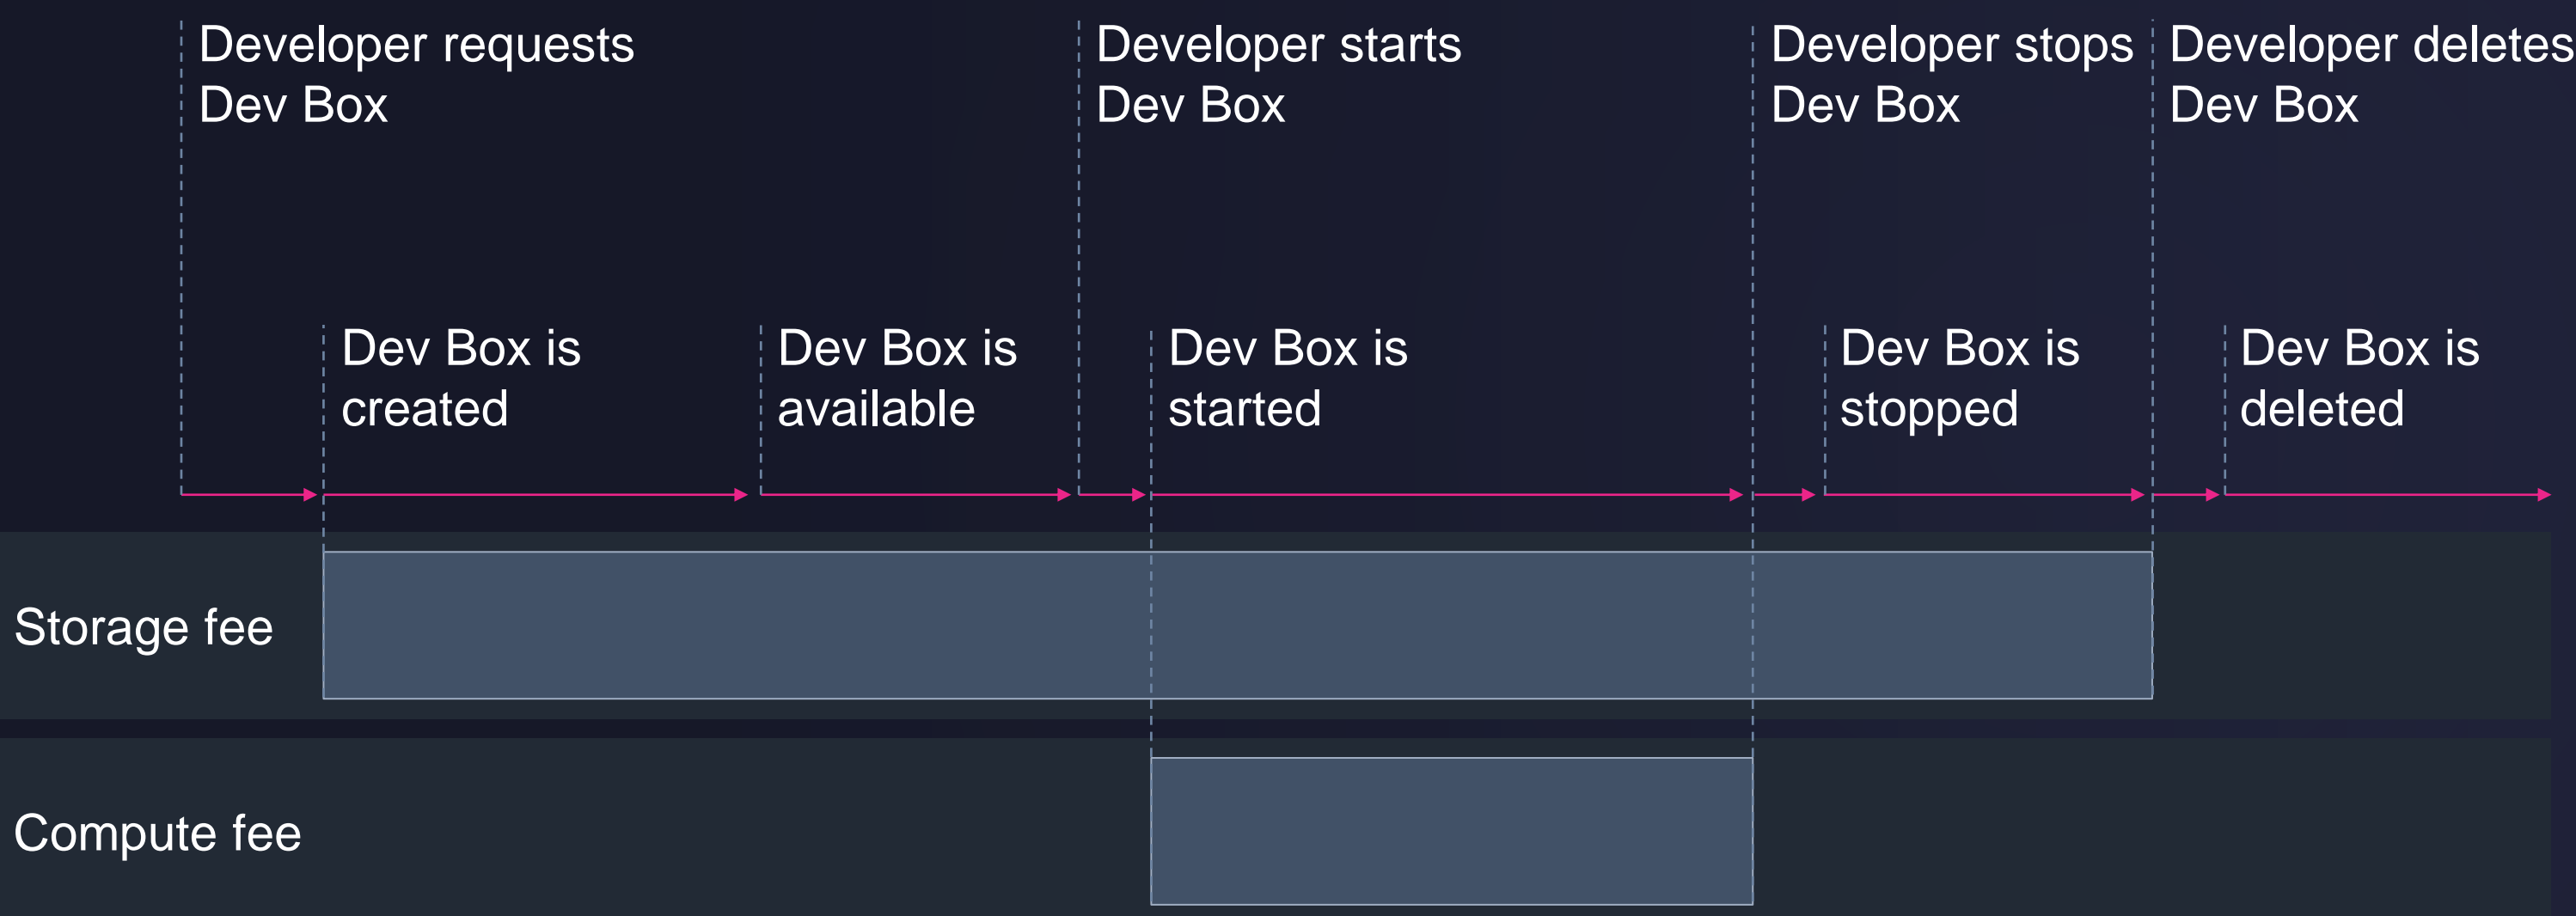 Developer requests
Dev Box
Developer starts
Dev Box
Developer stops
Dev Box
Developer deletes
Dev Box
Dev Box is
created
Dev Box is
available
Dev Box is
started
Dev Box is
stopped
Dev Box is
deleted
Storage fee
Compute fee